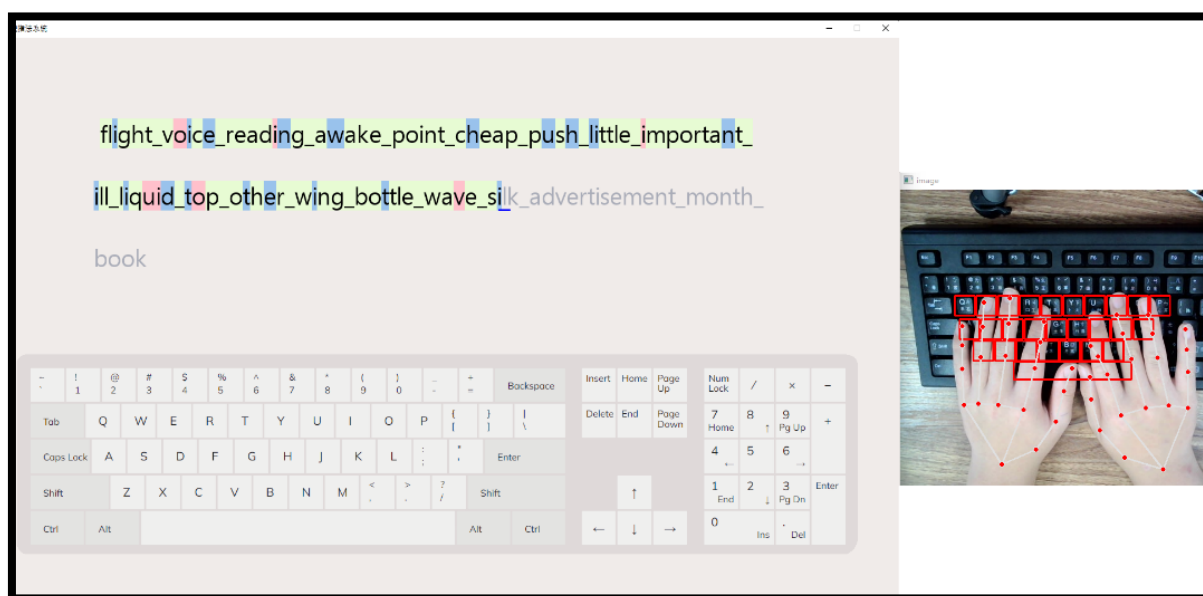 flight_voice_reading_awake_point_cheap_push_little_important_
ill_liquid_top_other_wing_bottle_wave_silk_advertisement_month_
book
image
~ ` ! 1 @ 2 # 3 $ 4 % 5 ^ 6 & 7 * 8 ( 9 ) 0 _ - + = Backspace
Insert Home Page Up
Num Lock / × −
Tab Q W E R T Y U I O P { [ } ] | \
Delete End Page Down
7 Home 8 ↑ 9 Pg Up +
Caps Lock A S D F G H J K L : ; " ' Enter
4 ← 5 6 →
Shift Z X C V B N M < , > . ? / Shift
↑
1 End 2 ↓ 3 Pg Dn Enter
Ctrl Alt Alt Ctrl
← ↓ →
0 Ins . Del